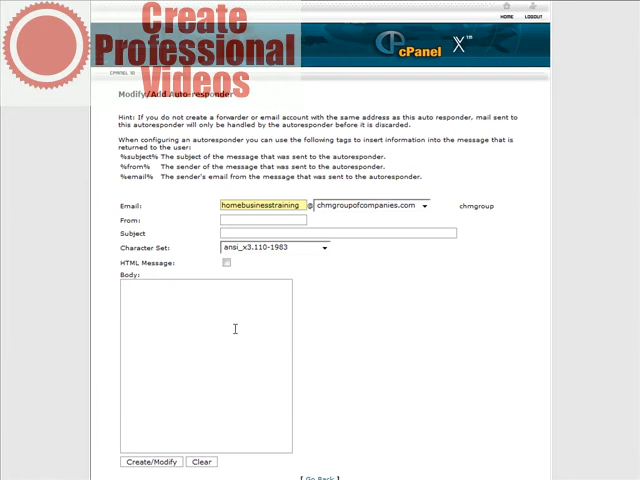 Create
Professional
Videos
HOME LOGOUT
cPanel X™
CPANEL 10
Modify/Add Auto-responder
Hint: If you do not create a forwarder or email account with the same address as this auto responder, mail sent to
this autoresponder will only be handled by the autoresponder before it is discarded.
When configuring an autoresponder you can use the following tags to insert information into the message that is
returned to the user:
%subject% The subject of the message that was sent to the autoresponder.
%from% The sender of the message that was sent to the autoresponder.
%email% The sender's email from the message that was sent to the autoresponder.
Email: homebusinesstraining @ chmgroupofcompanies.com chmgroup
From:
Subject
Character Set: ansi_x3.110-1983
HTML Message:
Body:
Create/Modify Clear
[ Go Back ]